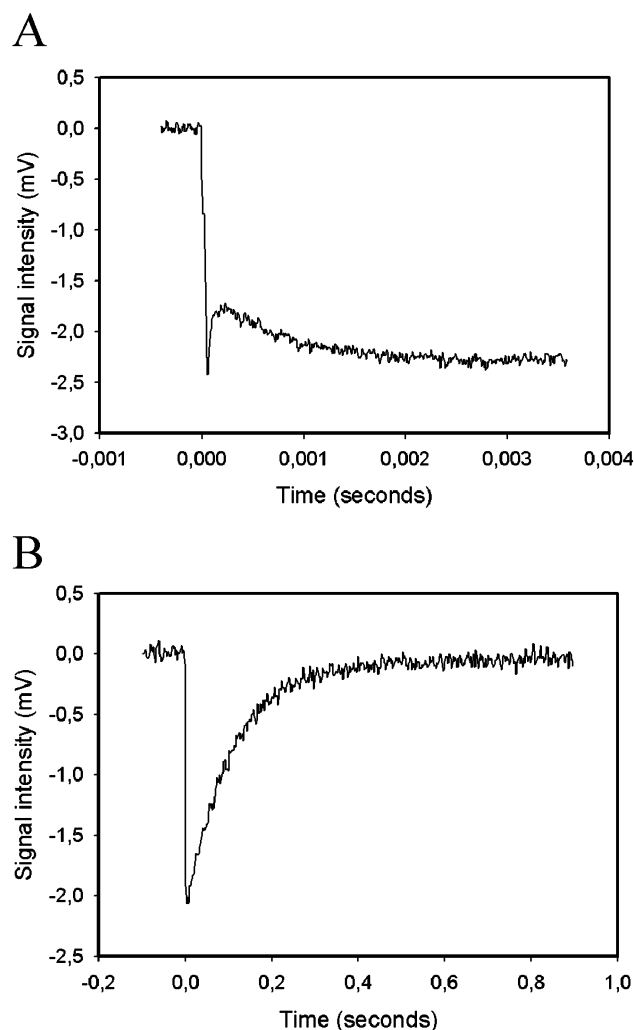 A
0,5
0,0
-0,5
-1,0
-1,5
-2,0
-2,5
-3,0
Signal intensity (mV)
-0,001 0,000 0,001 0,002 0,003 0,004
Time (seconds)
B
0,5
0,0
-0,5
-1,0
-1,5
-2,0
-2,5
Signal intensity (mV)
-0,2 0,0 0,2 0,4 0,6 0,8 1,0
Time (seconds)